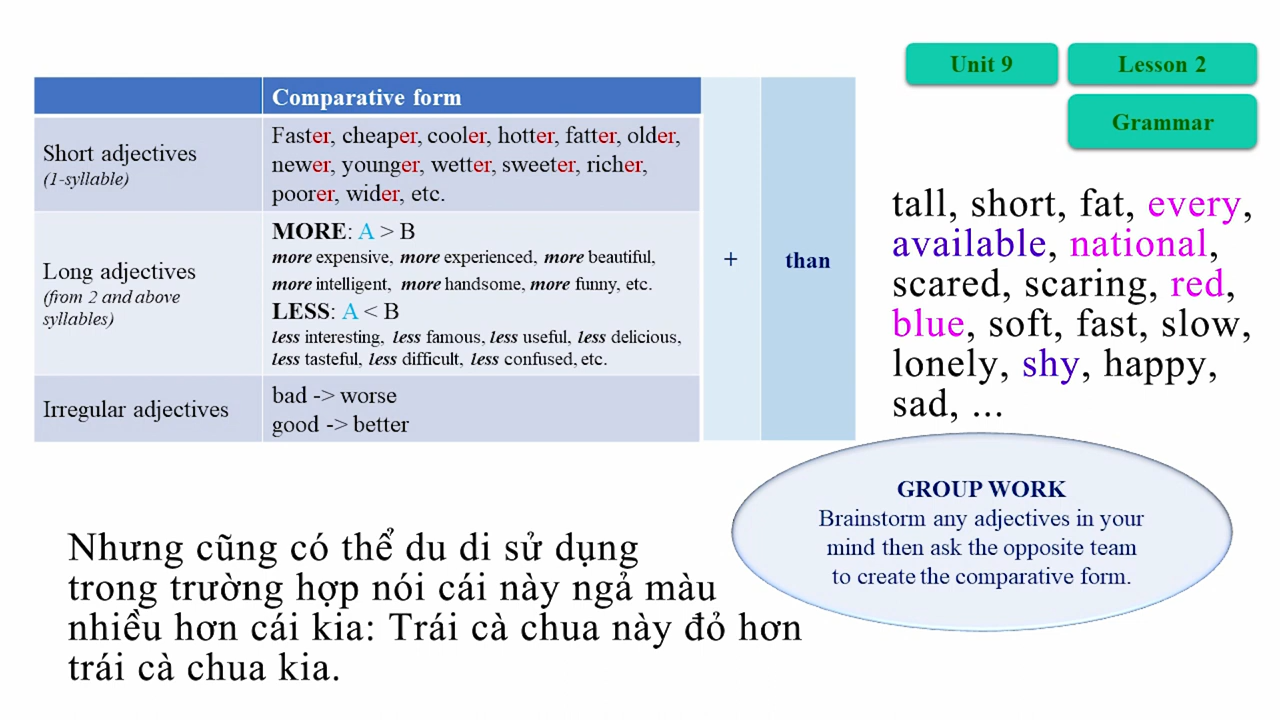 Unit 9
Lesson 2
Grammar
Comparative form
Short adjectives
(1-syllable)
Faster, cheaper, cooler, hotter, fatter, older,
newer, younger, wetter, sweeter, richer,
poorer, wider, etc.
Long adjectives
(from 2 and above
syllables)
MORE: A > B
more expensive, more experienced, more beautiful,
more intelligent, more handsome, more funny, etc.
LESS: A < B
less interesting, less famous, less useful, less delicious,
less tasteful, less difficult, less confused, etc.
Irregular adjectives
bad -> worse
good -> better
+
than
tall, short, fat, every,
available, national,
scared, scaring, red,
blue, soft, fast, slow,
lonely, shy, happy,
sad, ...
GROUP WORK
Brainstorm any adjectives in your
mind then ask the opposite team
to create the comparative form.
Nhưng cũng có thể du di sử dụng
trong trường hợp nói cái này ngả màu
nhiều hơn cái kia: Trái cà chua này đỏ hơn
trái cà chua kia.